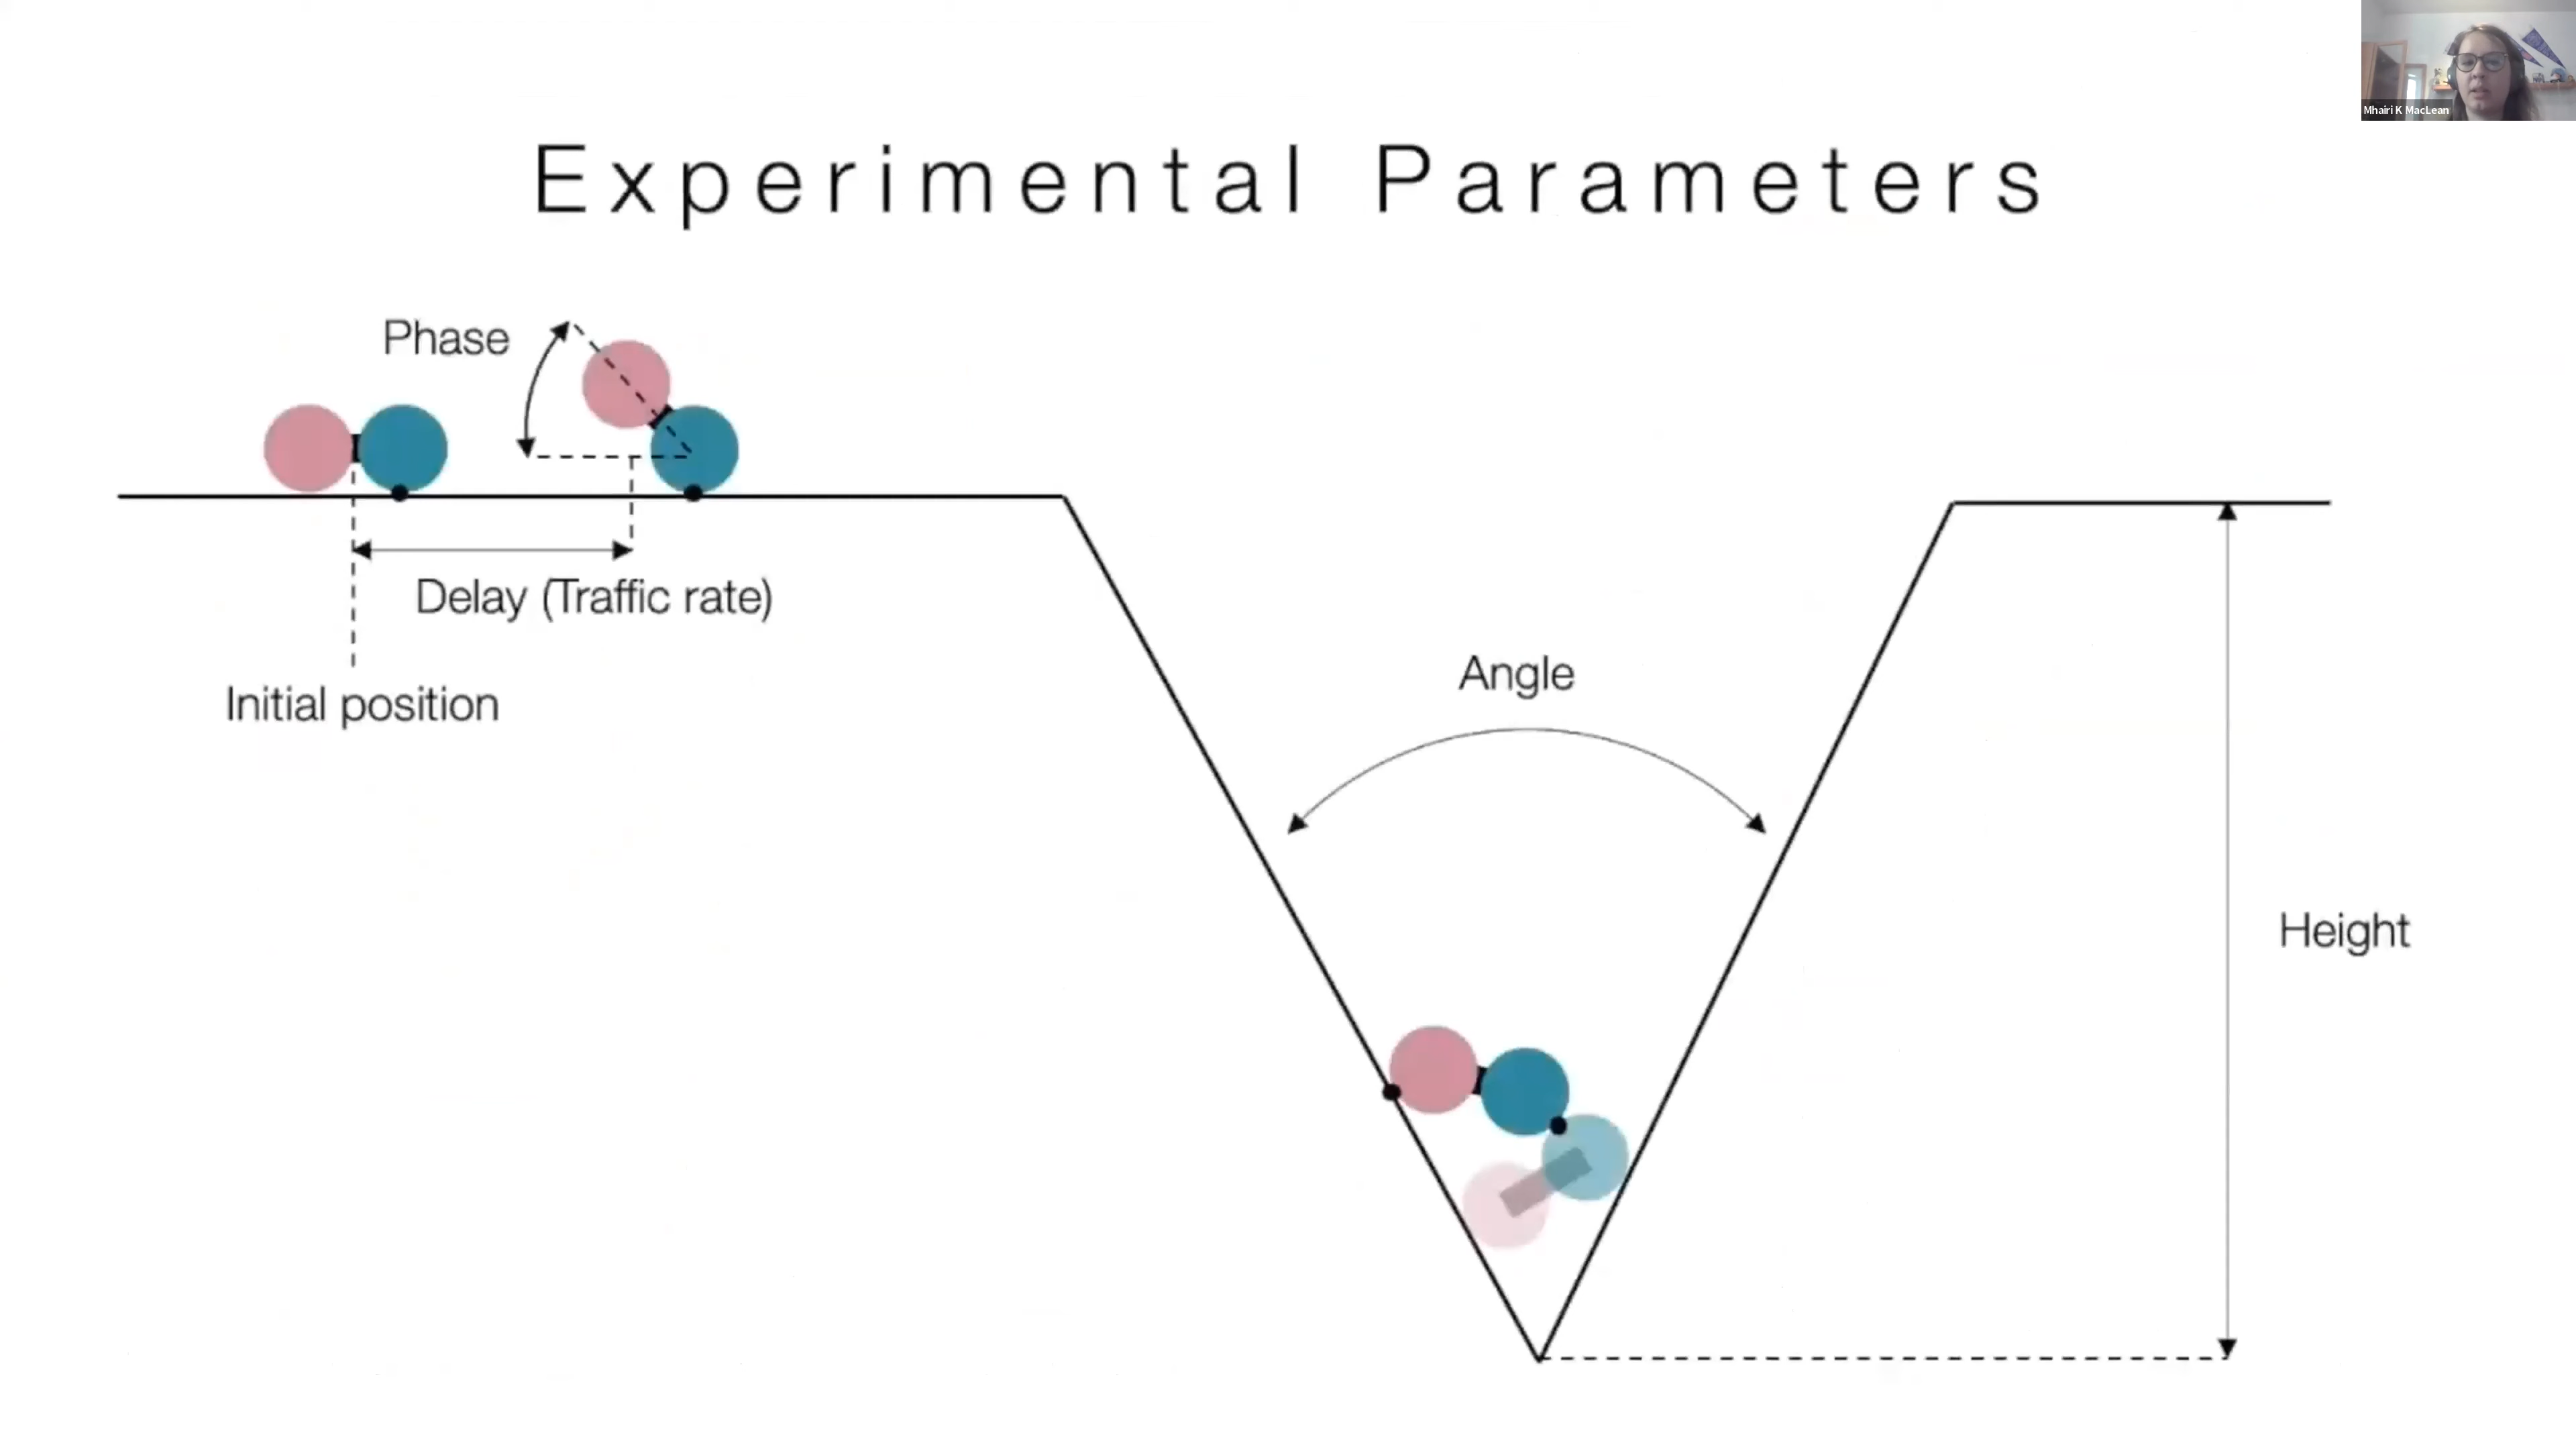 Mhairi K MacLean
Experimental Parameters
Phase
Delay (Traffic rate)
Initial position
Angle
Height